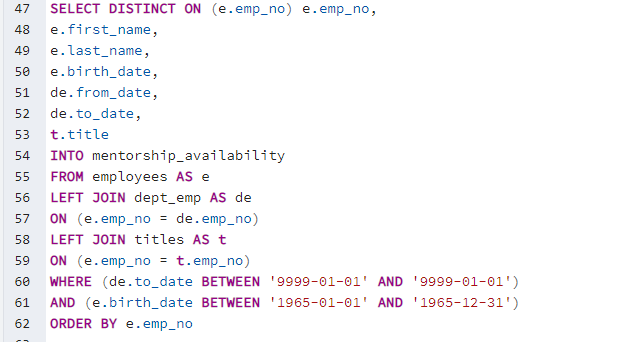 47 SELECT DISTINCT ON (e.emp_no) e.emp_no,
48 e.first_name,
49 e.last_name,
50 e.birth_date,
51 de.from_date,
52 de.to_date,
53 t.title
54 INTO mentorship_availability
55 FROM employees AS e
56 LEFT JOIN dept_emp AS de
57 ON (e.emp_no = de.emp_no)
58 LEFT JOIN titles AS t
59 ON (e.emp_no = t.emp_no)
60 WHERE (de.to_date BETWEEN '9999-01-01' AND '9999-01-01')
61 AND (e.birth_date BETWEEN '1965-01-01' AND '1965-12-31')
62 ORDER BY e.emp_no